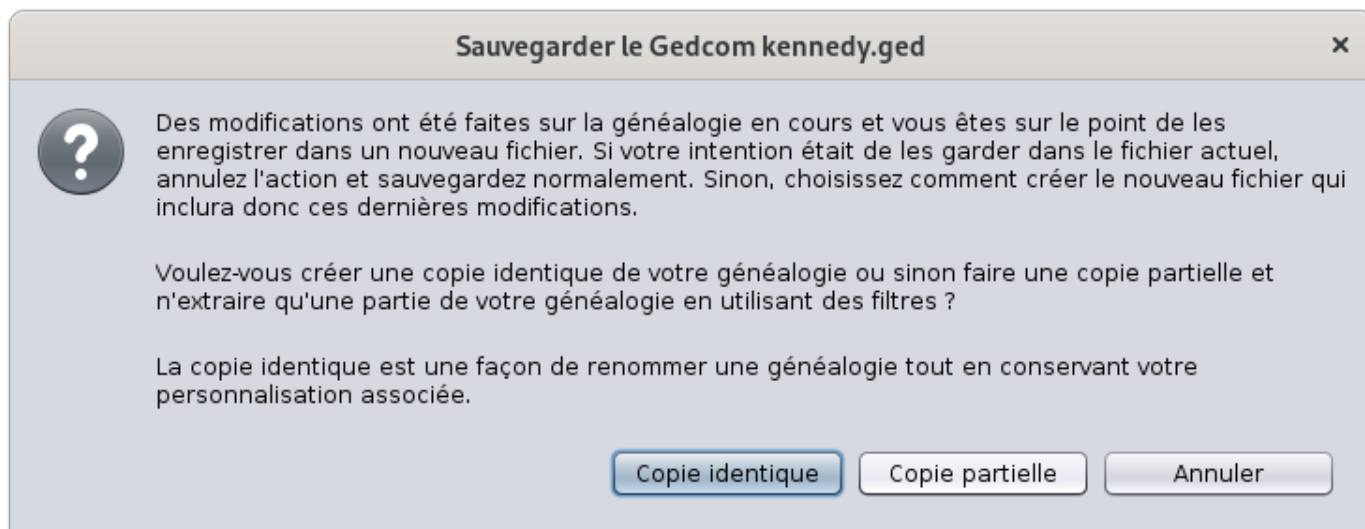 Sauvegarder le Gedcom kennedy.ged
Des modifications ont été faites sur la généalogie en cours et vous êtes sur le point de les
enregistrer dans un nouveau fichier. Si votre intention était de les garder dans le fichier actuel,
annulez l'action et sauvegardez normalement. Sinon, choisissez comment créer le nouveau fichier qui
inclura donc ces dernières modifications.
Voulez-vous créer une copie identique de votre généalogie ou sinon faire une copie partielle et
n'extraire qu'une partie de votre généalogie en utilisant des filtres ?
La copie identique est une façon de renommer une généalogie tout en conservant votre
personnalisation associée.
Copie identique Copie partielle Annuler